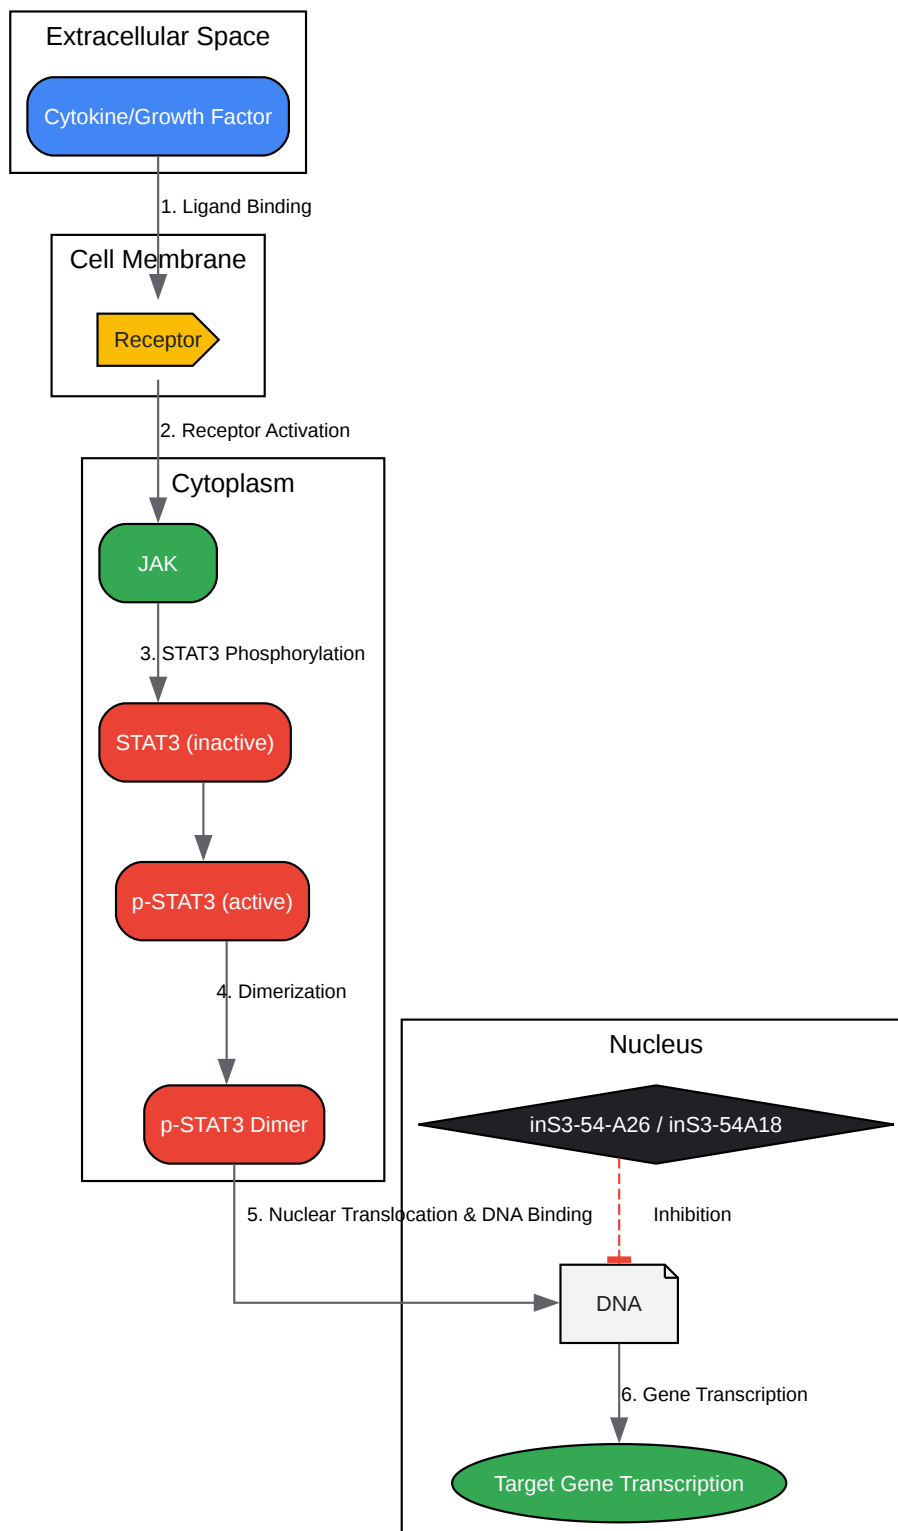 Extracellular Space
Cytokine/Growth Factor
1. Ligand Binding
Cell Membrane
Receptor
2. Receptor Activation
Cytoplasm
JAK
3. STAT3 Phosphorylation
STAT3 (inactive)
p-STAT3 (active)
4. Dimerization
p-STAT3 Dimer
Nucleus
inS3-54-A26 / inS3-54A18
5. Nuclear Translocation & DNA Binding
Inhibition
DNA
6. Gene Transcription
Target Gene Transcription